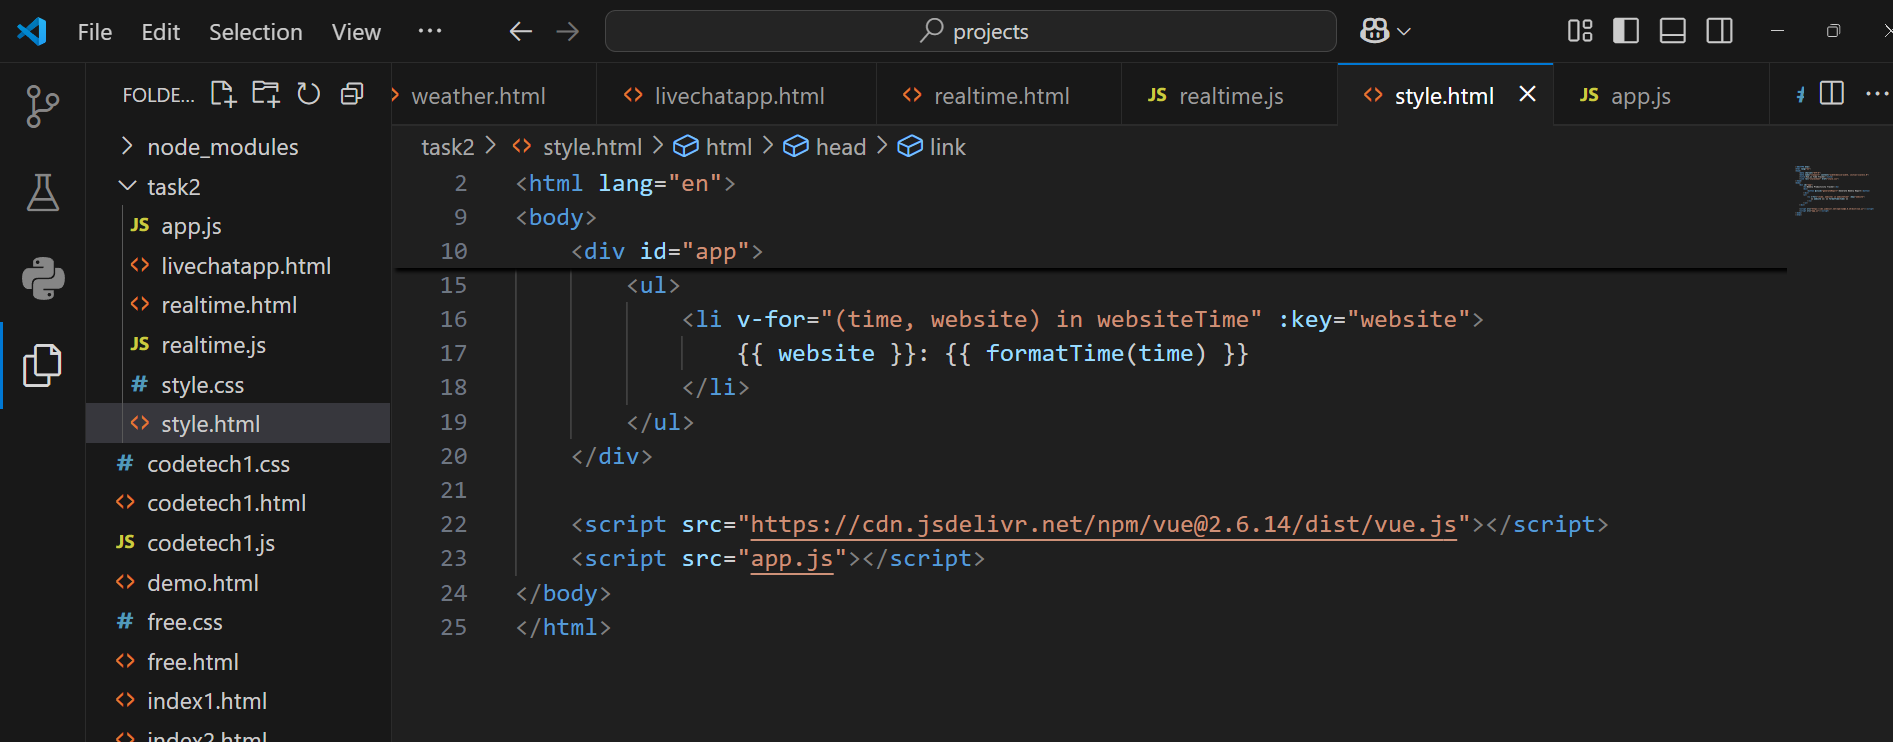 File Edit Selection View ··· projects
FOLDE...
node_modules
task2
JS app.js
<> livechatapp.html
<> realtime.html
JS realtime.js
# style.css
<> style.html
# codetech1.css
<> codetech1.html
JS codetech1.js
<> demo.html
# free.css
<> free.html
<> index1.html
<> index2.html
weather.html <> livechatapp.html <> realtime.html JS realtime.js <> style.html JS app.js
task2 > <> style.html > html > head > link
2 <html lang="en">
9 <body>
10 <div id="app">
15 <ul>
16 <li v-for="(time, website) in websiteTime" :key="website">
17 {{ website }}: {{ formatTime(time) }}
18 </li>
19 </ul>
20 </div>
21
22 <script src="https://cdn.jsdelivr.net/npm/vue@2.6.14/dist/vue.js"></script>
23 <script src="app.js"></script>
24 </body>
25 </html>